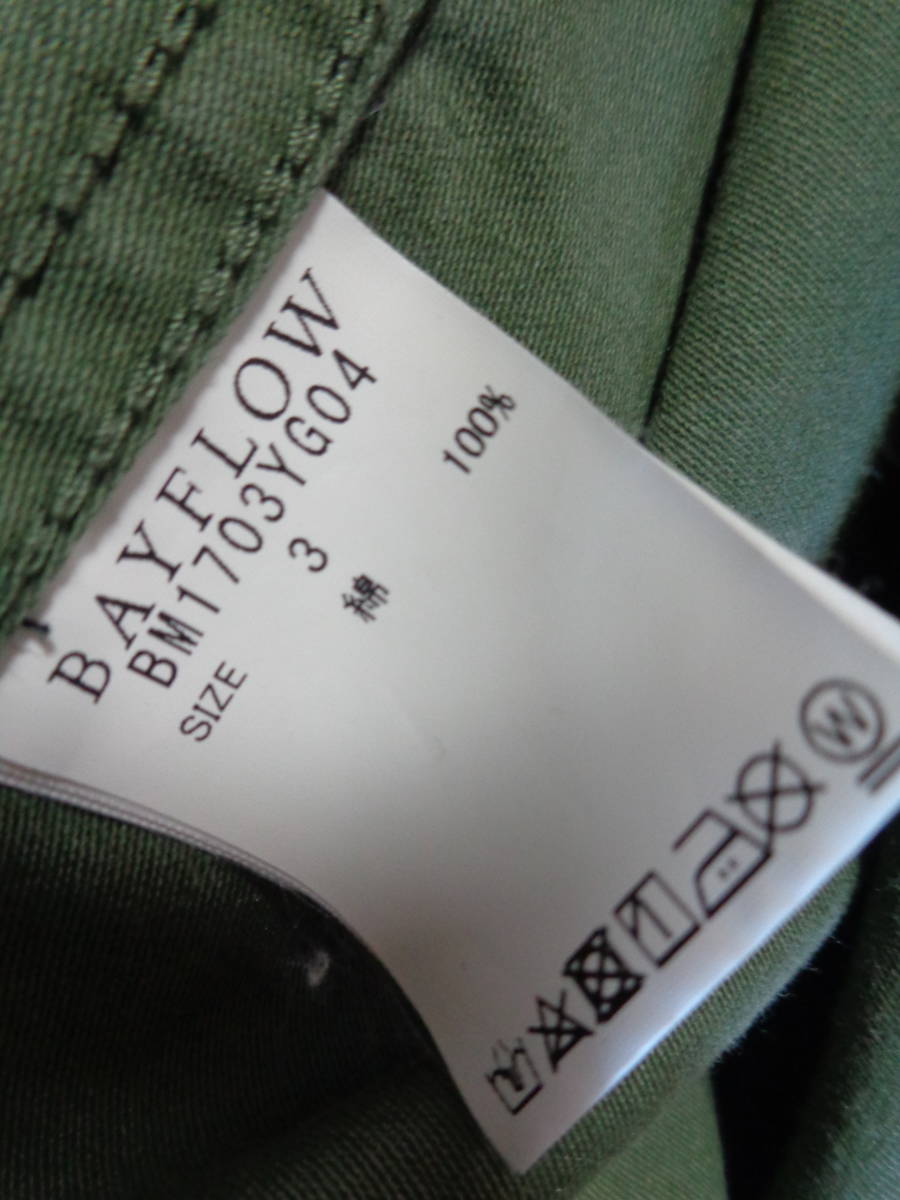 BAYFLOW
BM1703YG04
SIZE 3
綿 100%
W